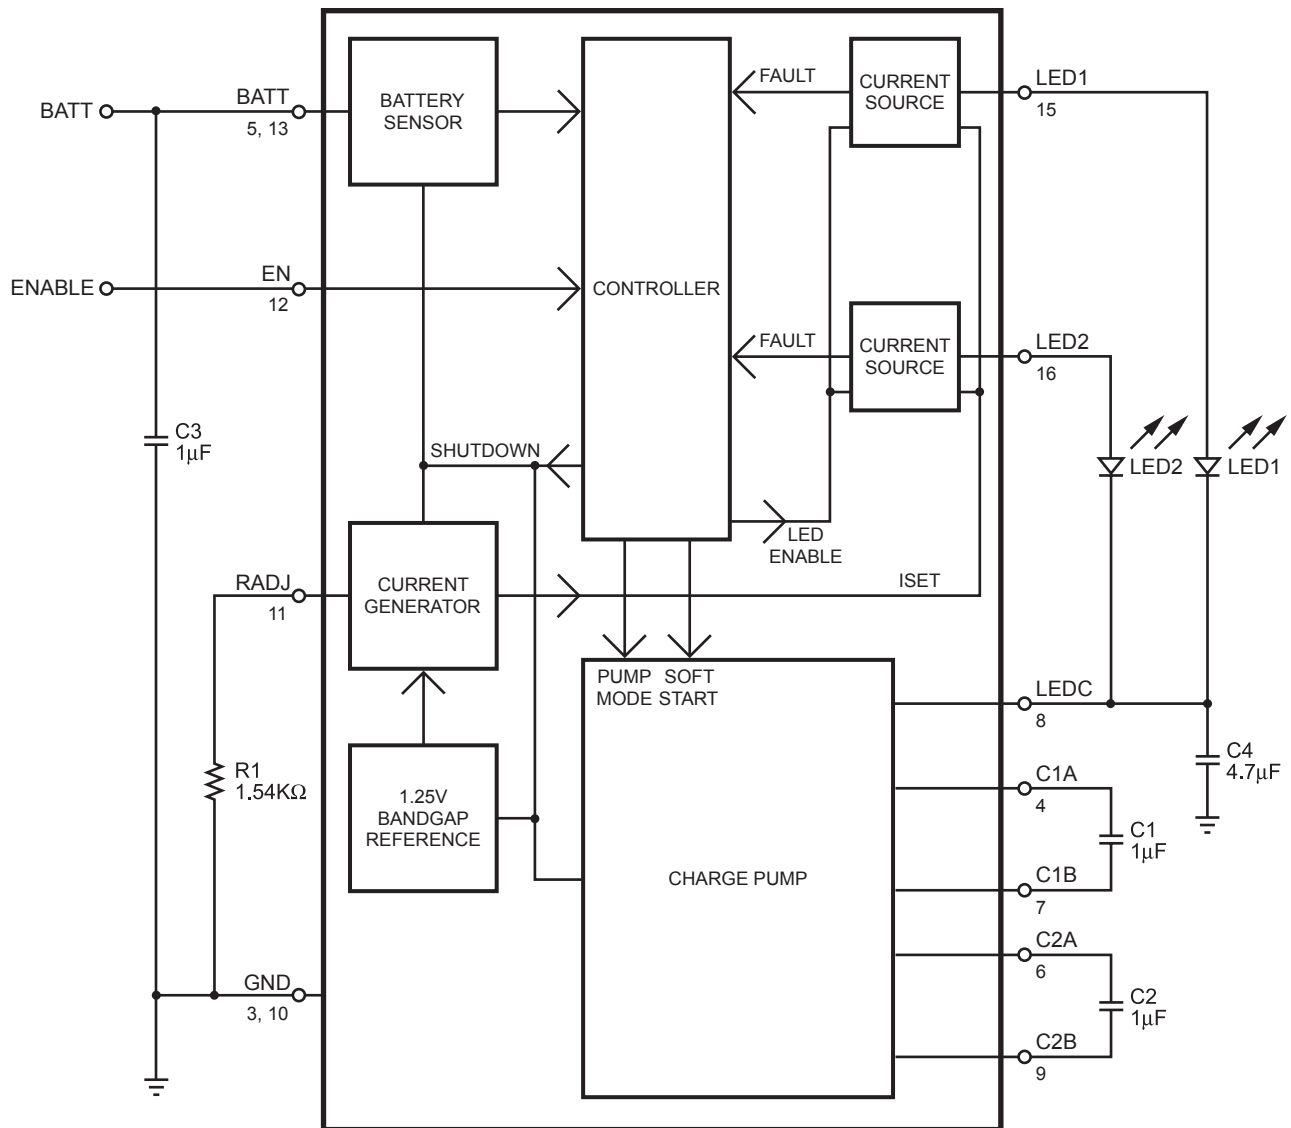 BATT
BATT
5, 13
BATTERY
SENSOR
FAULT
CURRENT
SOURCE
LED1
15
ENABLE
EN
12
CONTROLLER
FAULT
CURRENT
SOURCE
LED2
16
C3
1μF
SHUTDOWN
LED2
LED1
LED
ENABLE
RADJ
11
CURRENT
GENERATOR
ISET
PUMP
MODE
SOFT
START
LEDC
8
R1
1.54KΩ
1.25V
BANDGAP
REFERENCE
C4
4.7μF
C1A
4
C1
1μF
CHARGE PUMP
C1B
7
C2A
6
GND
3, 10
C2
1μF
C2B
9